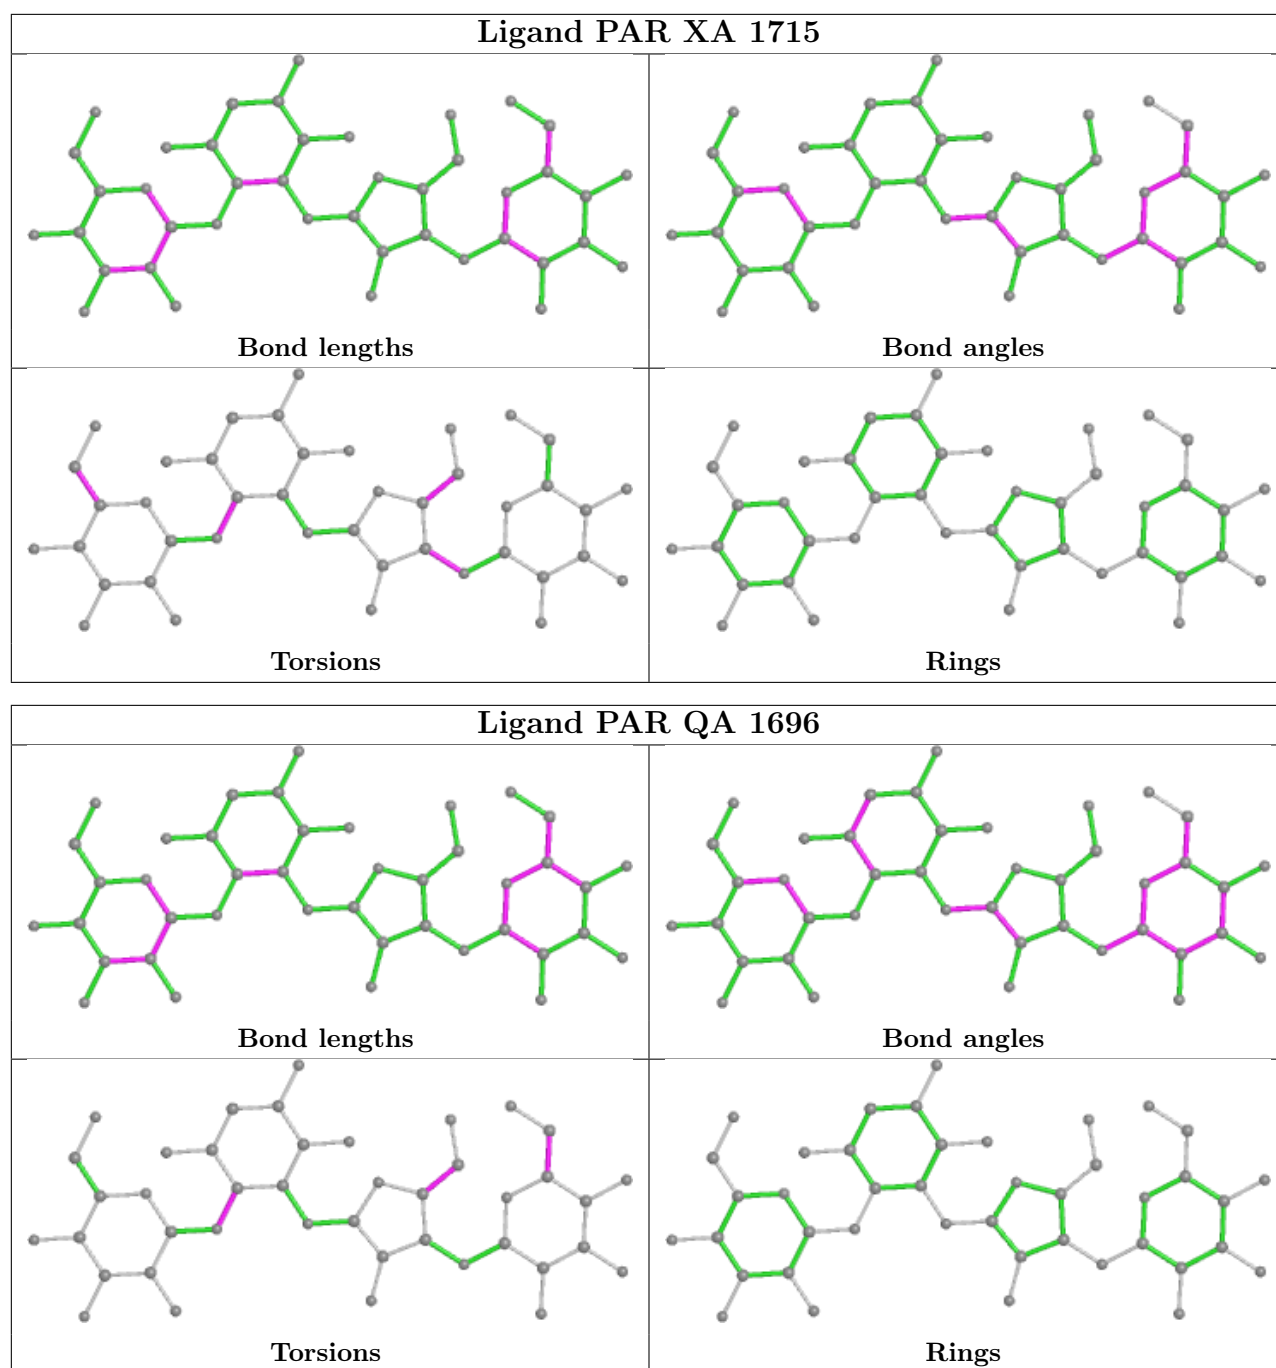 Ligand PAR XA 1715
Bond lengths
Bond angles
Torsions
Rings
Ligand PAR QA 1696
Bond lengths
Bond angles
Torsions
Rings